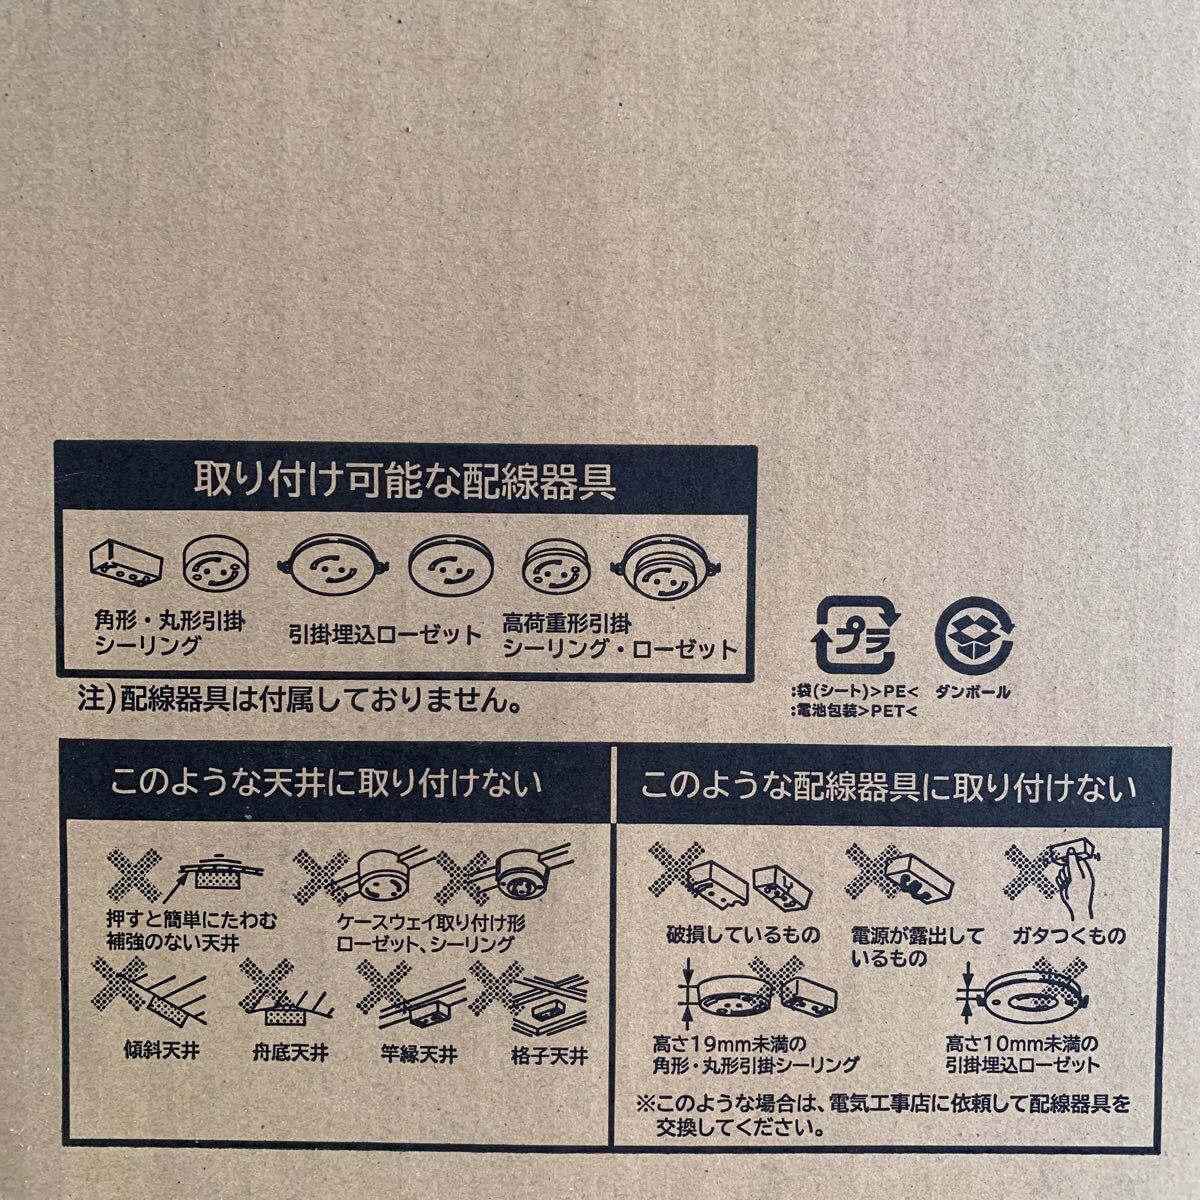 取り付け可能な配線器具
角形・丸形引掛
シーリング
引掛埋込ローゼット
高荷重形引掛
シーリング・ローゼット
注)配線器具は付属しておりません。
プラ
:袋(シート)>PE<
:電池包装>PET<
ダンボール
このような天井に取り付けない
押すと簡単にたわむ
補強のない天井
ケースウェイ取り付け形
ローゼット、シーリング
傾斜天井
舟底天井
竿縁天井
格子天井
このような配線器具に取り付けない
破損しているもの
電源が露出して
いるもの
ガタつくもの
高さ19mm未満の
角形・丸形引掛シーリング
高さ10mm未満の
引掛埋込ローゼット
※このような場合は、電気工事店に依頼して配線器具を
交換してください。